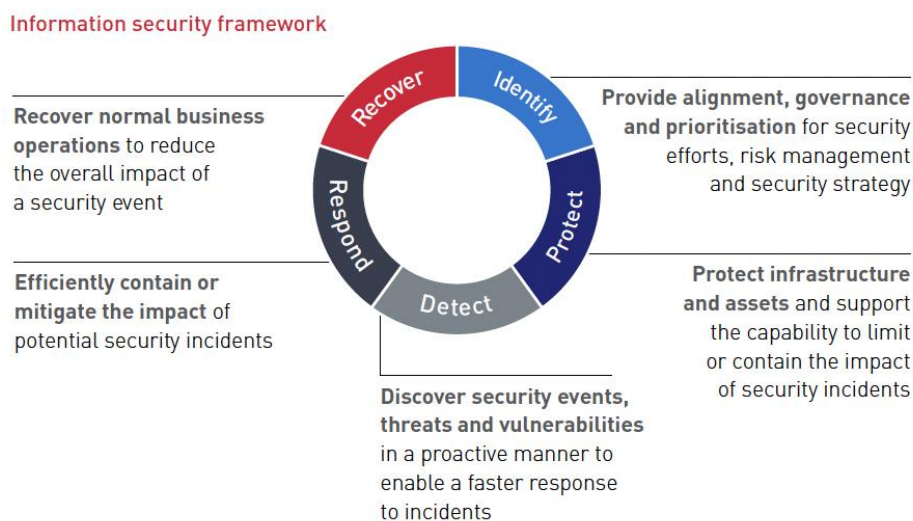 Information security framework
Recover
Identify
Protect
Detect
Respond
Recover normal business
operations to reduce
the overall impact of
a security event
Provide alignment, governance
and prioritisation for security
efforts, risk management
and security strategy
Efficiently contain or
mitigate the impact of
potential security incidents
Protect infrastructure
and assets and support
the capability to limit
or contain the impact
of security incidents
Discover security events,
threats and vulnerabilities
in a proactive manner to
enable a faster response
to incidents